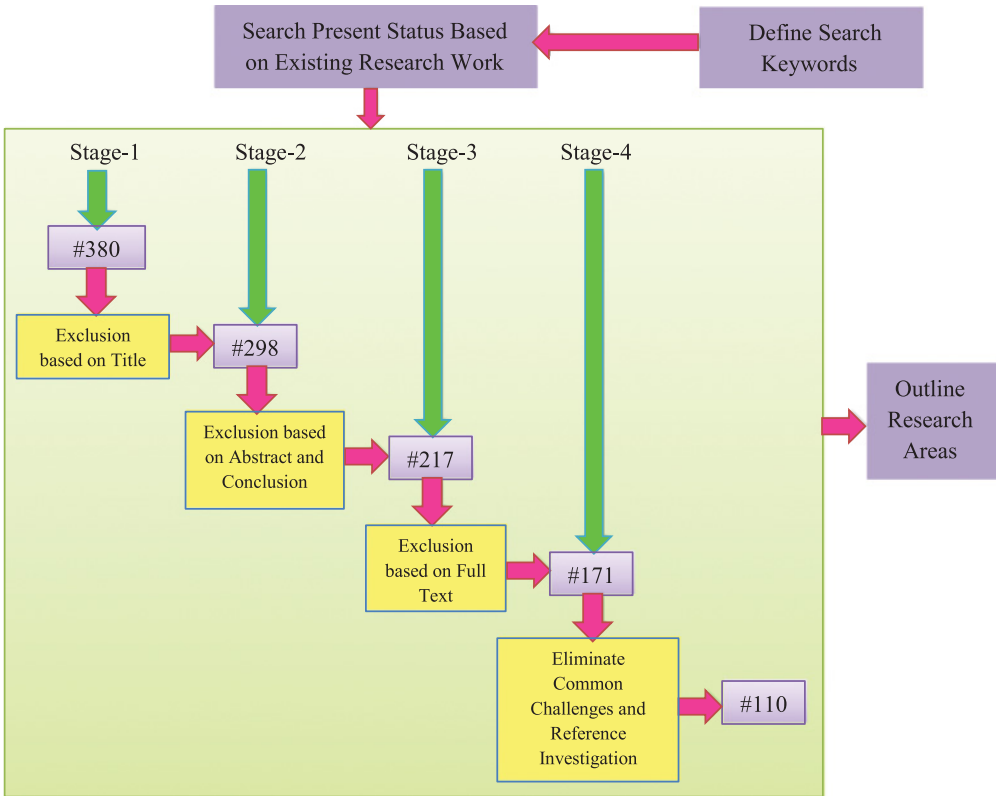 Search Present Status Based
on Existing Research Work
Define Search
Keywords
Stage-1
Stage-2
Stage-3
Stage-4
#380
Exclusion
based on Title
#298
Exclusion based
on Abstract and
Conclusion
#217
Exclusion
based on Full
Text
#171
Eliminate
Common
Challenges and
Reference
Investigation
#110
Outline
Research
Areas